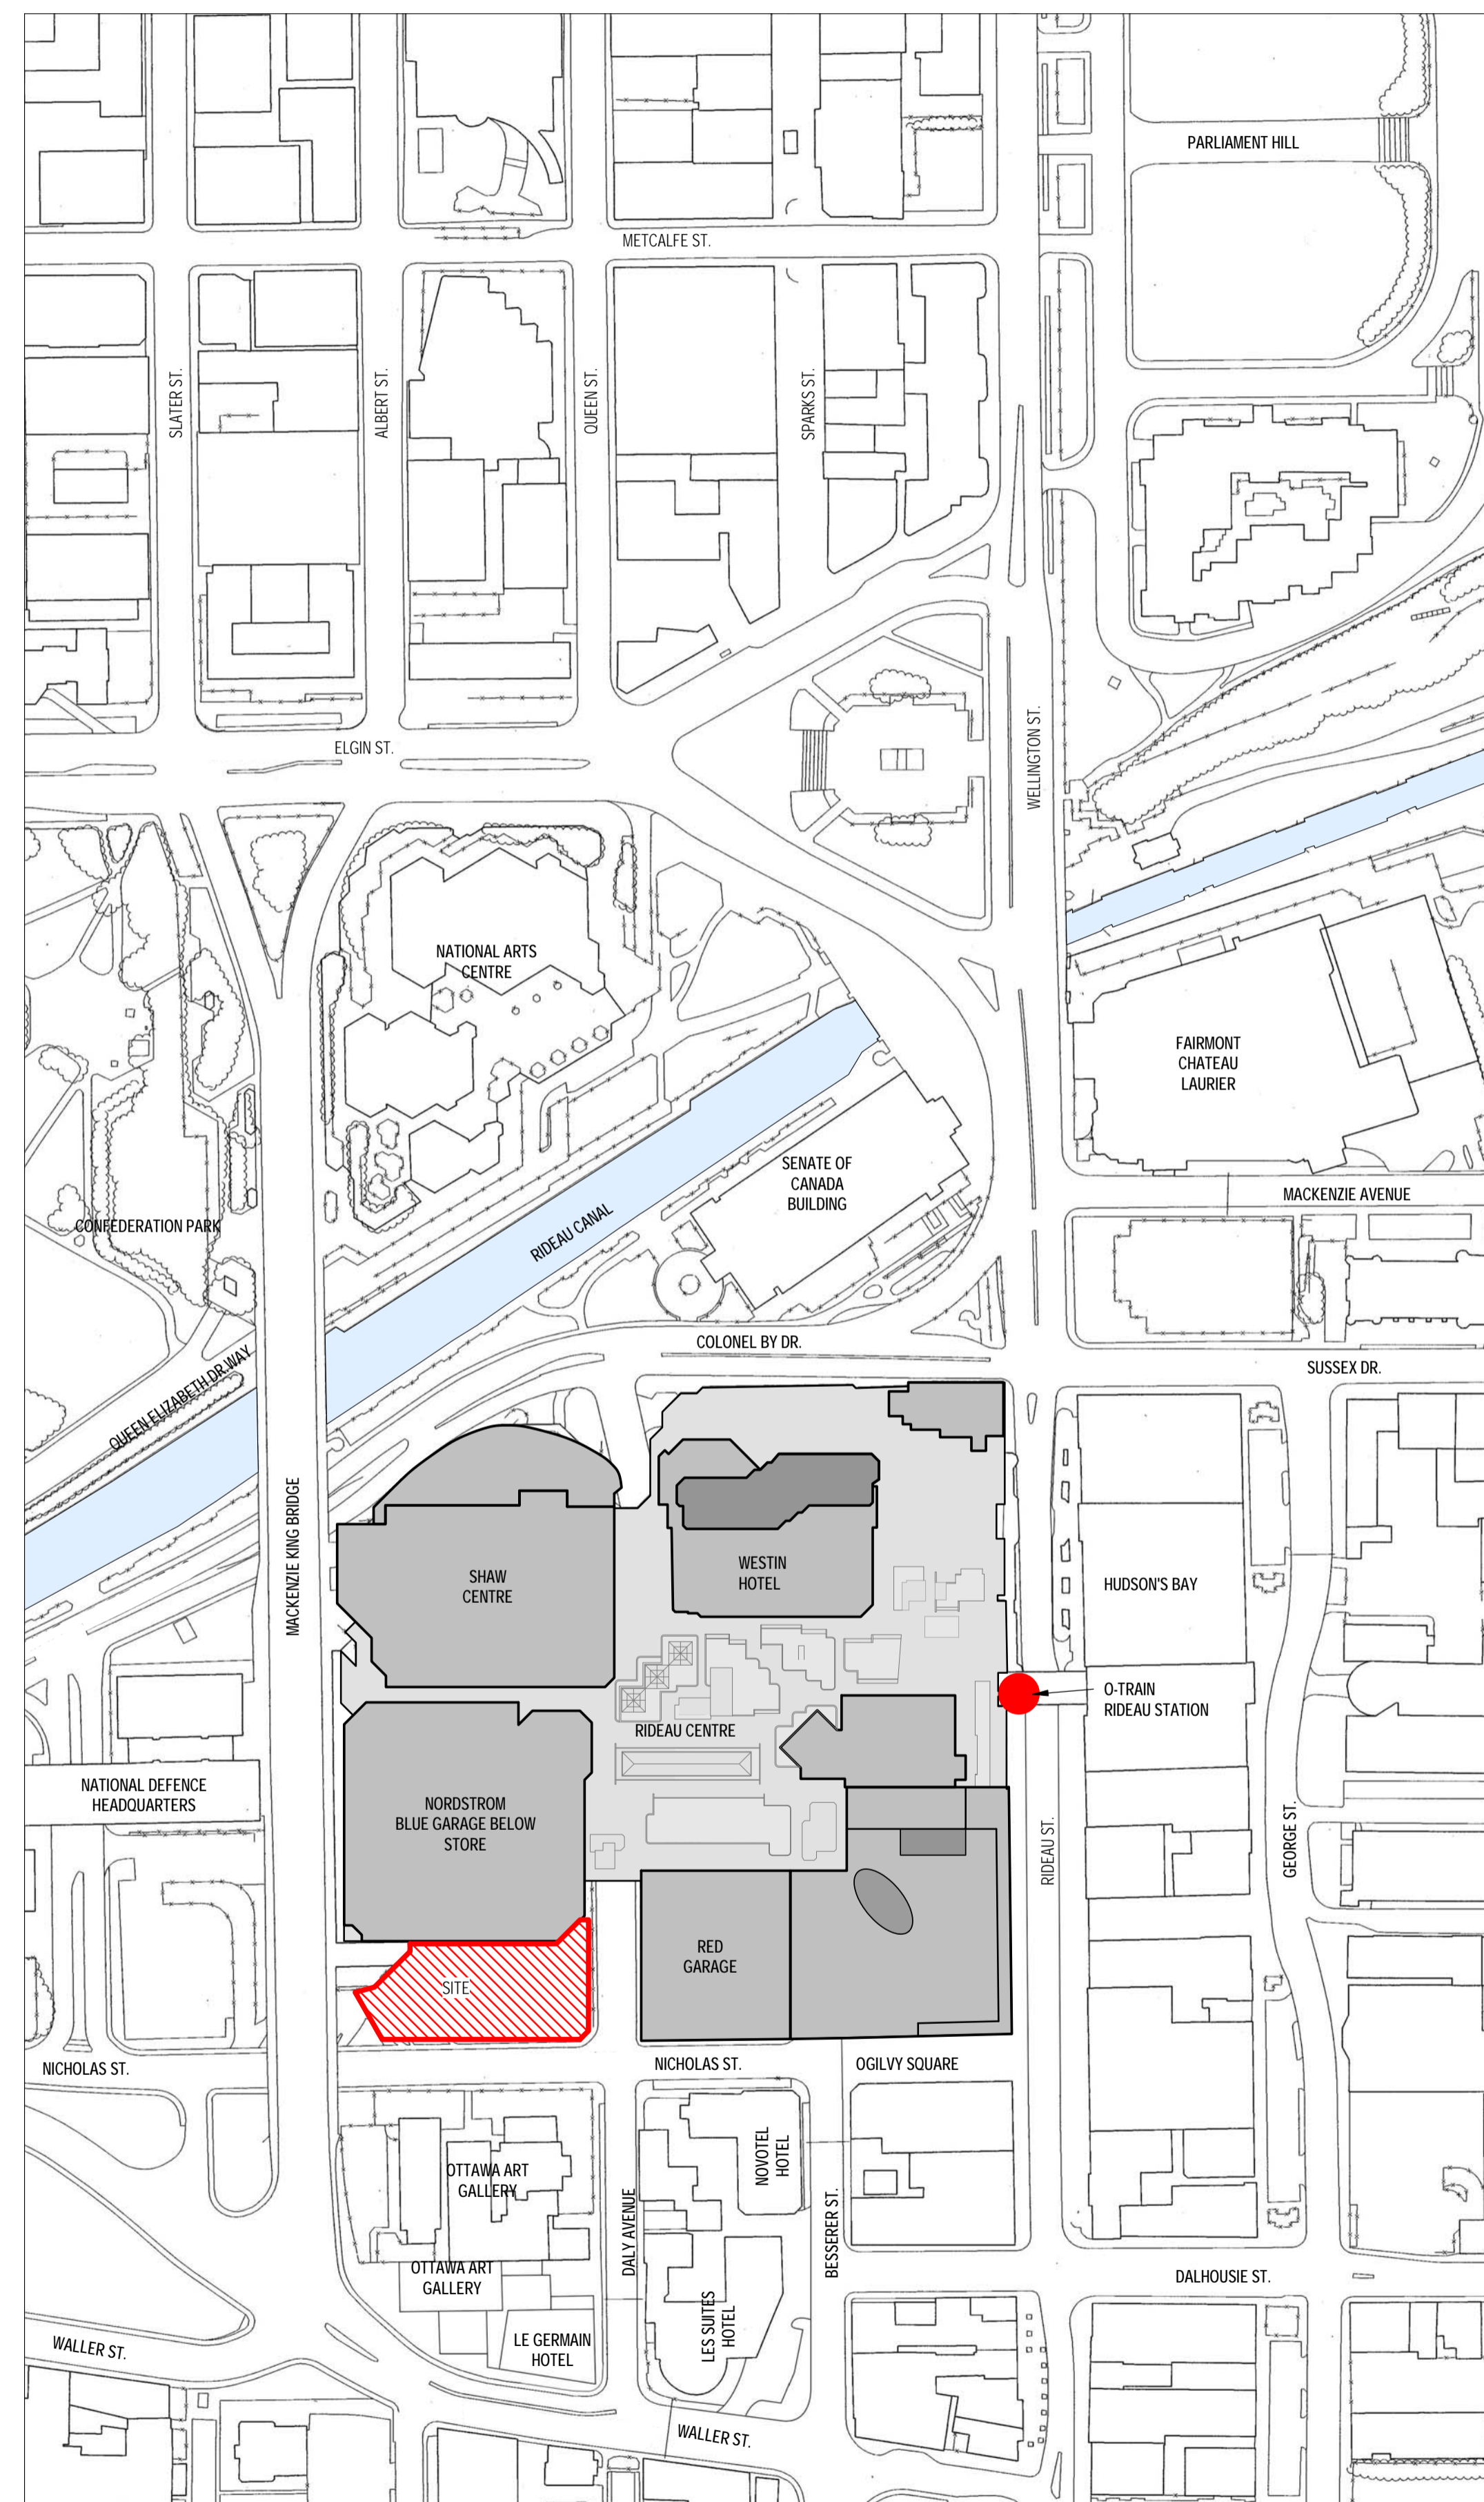 PARLIAMENT HILL
METCALFE ST.
SLATER ST.
ALBERT ST.
QUEEN ST.
SPARKS ST.
WELLINGTON ST.
ELGIN ST.
NATIONAL ARTS
CENTRE
FAIRMONT
CHATEAU
LAURIER
SENATE OF
CANADA
BUILDING
MACKENZIE AVENUE
CONFEDERATION PARK
RIDEAU CANAL
COLONEL BY DR.
SUSSEX DR.
QUEEN ELIZABETH DR.WAY
MACKENZIE KING BRIDGE
SHAW
CENTRE
WESTIN
HOTEL
HUDSON'S BAY
O-TRAIN
RIDEAU STATION
RIDEAU CENTRE
NATIONAL DEFENCE
HEADQUARTERS
NORDSTROM
BLUE GARAGE BELOW
STORE
RIDEAU ST.
GEORGE ST.
RED
GARAGE
SITE
NICHOLAS ST.
NICHOLAS ST.
OGILVY SQUARE
OTTAWA ART
GALLERY
NOVOTEL
HOTEL
DALY AVENUE
BESSERER ST.
OTTAWA ART
GALLERY
DALHOUSIE ST.
LES SUITES
HOTEL
LE GERMAIN
HOTEL
WALLER ST.
WALLER ST.